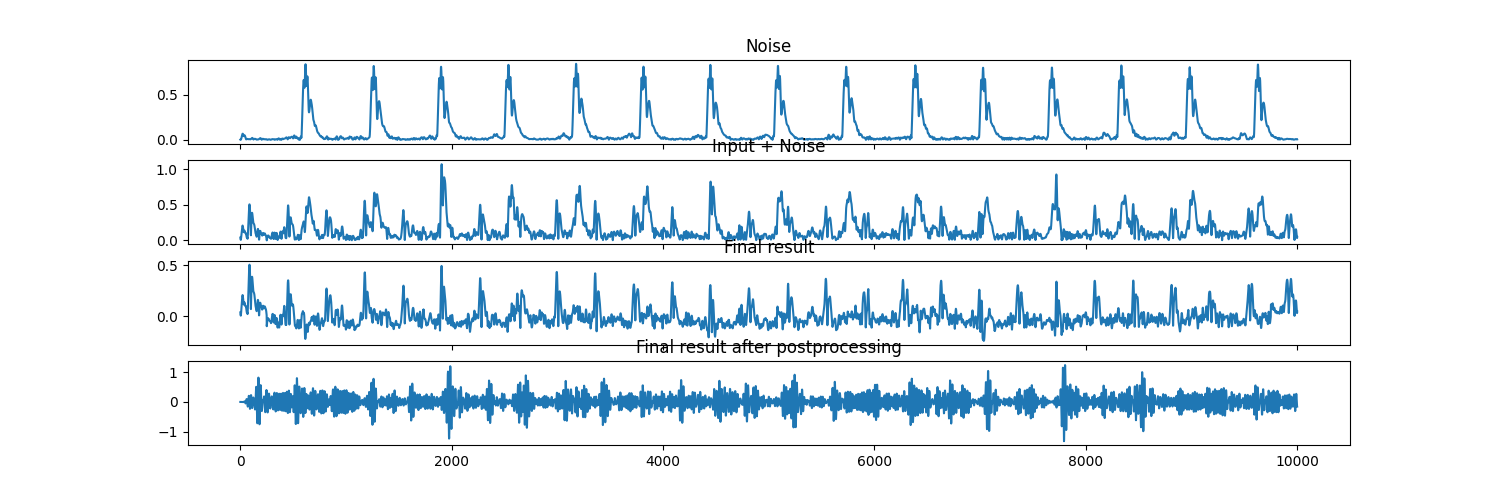 Noise
0.5
0.0
Input + Noise
1.0
0.5
0.0
Final result
0.5
0.0
Final result after postprocessing
1
0
−1
0 2000 4000 6000 8000 10000